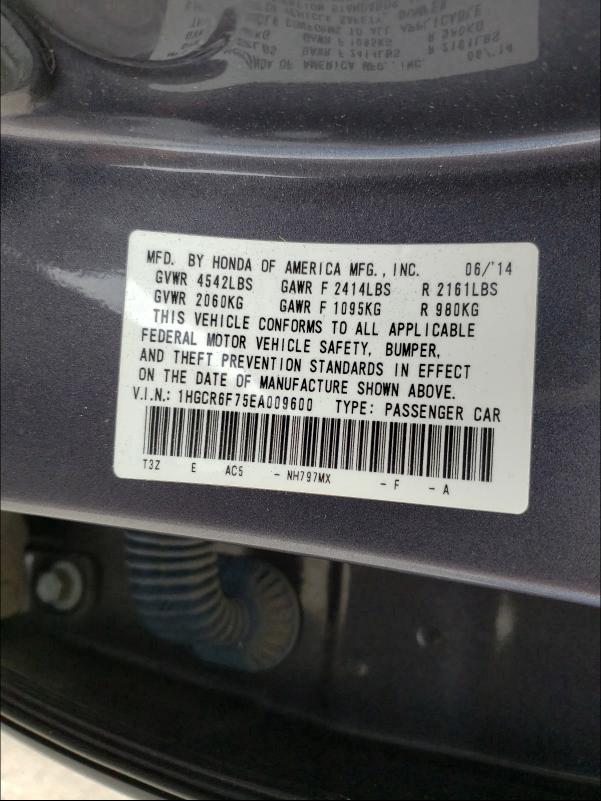 MFD. BY HONDA OF AMERICA MFG., INC. 06/'14
GVWR 4542LBS GAWR F 2414LBS R 2161LBS
GVWR 2060KG GAWR F 1095KG R 980KG
THIS VEHICLE CONFORMS TO ALL APPLICABLE
FEDERAL MOTOR VEHICLE SAFETY, BUMPER,
AND THEFT PREVENTION STANDARDS IN EFFECT
ON THE DATE OF MANUFACTURE SHOWN ABOVE.
V.I.N.: 1HGCR6F75EA009600 TYPE: PASSENGER CAR
T3Z E AC5 - NH797MX - F - A